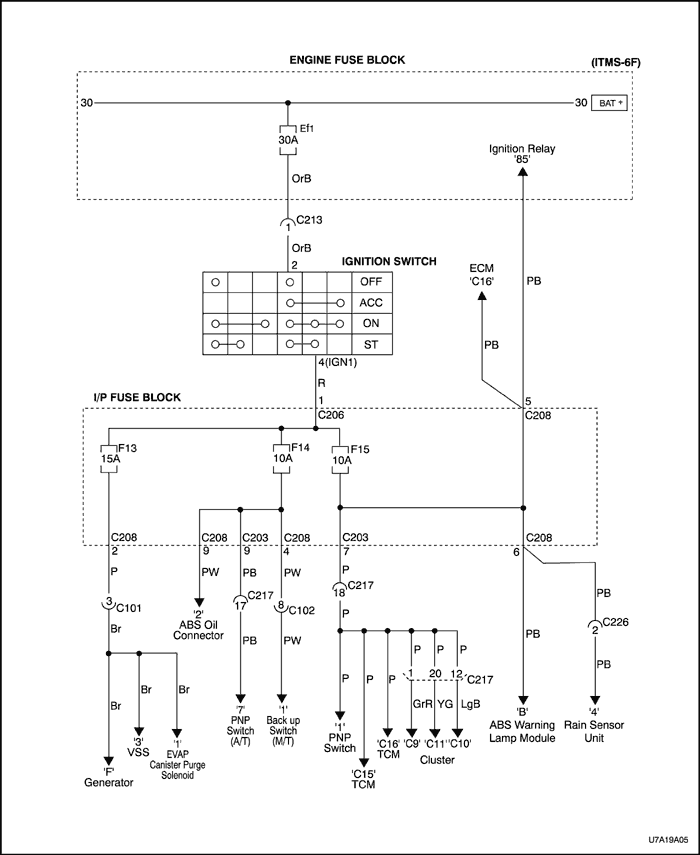 ENGINE FUSE BLOCK
(ITMS-6F)
30
30 BAT +
Ef1
30A
Ignition Relay
'85'
OrB
C213
1
OrB
2
IGNITION SWITCH
OFF
ACC
ON
ST
ECM
'C16'
PB
PB
4(IGN1)
R
1
C206
5
C208
I/P FUSE BLOCK
F13
15A
F14
10A
F15
10A
C208
2
C208
9
C203
9
C208
4
C203
7
C208
6
P
PW
PB
PW
P
3
C101
'2'
ABS Oil
Connector
17
C217
8
C102
18
C217
P
PB
2
C226
Br
PB
PW
PB
PB
P
P
P
1
20
12
C217
Br
Br
Br
P
P
P
GrR
YG
LgB
'F'
Generator
'3'
VSS
'1'
EVAP
Canister Purge
Solenoid
'7'
PNP
Switch
(A/T)
'1'
Back up
Switch
(M/T)
'1'
PNP
Switch
'C15'
TCM
'C16'
TCM
'C9'
'C11'
'C10'
Cluster
'B'
ABS Warning
Lamp Module
'4'
Rain Sensor
Unit
U7A19A05